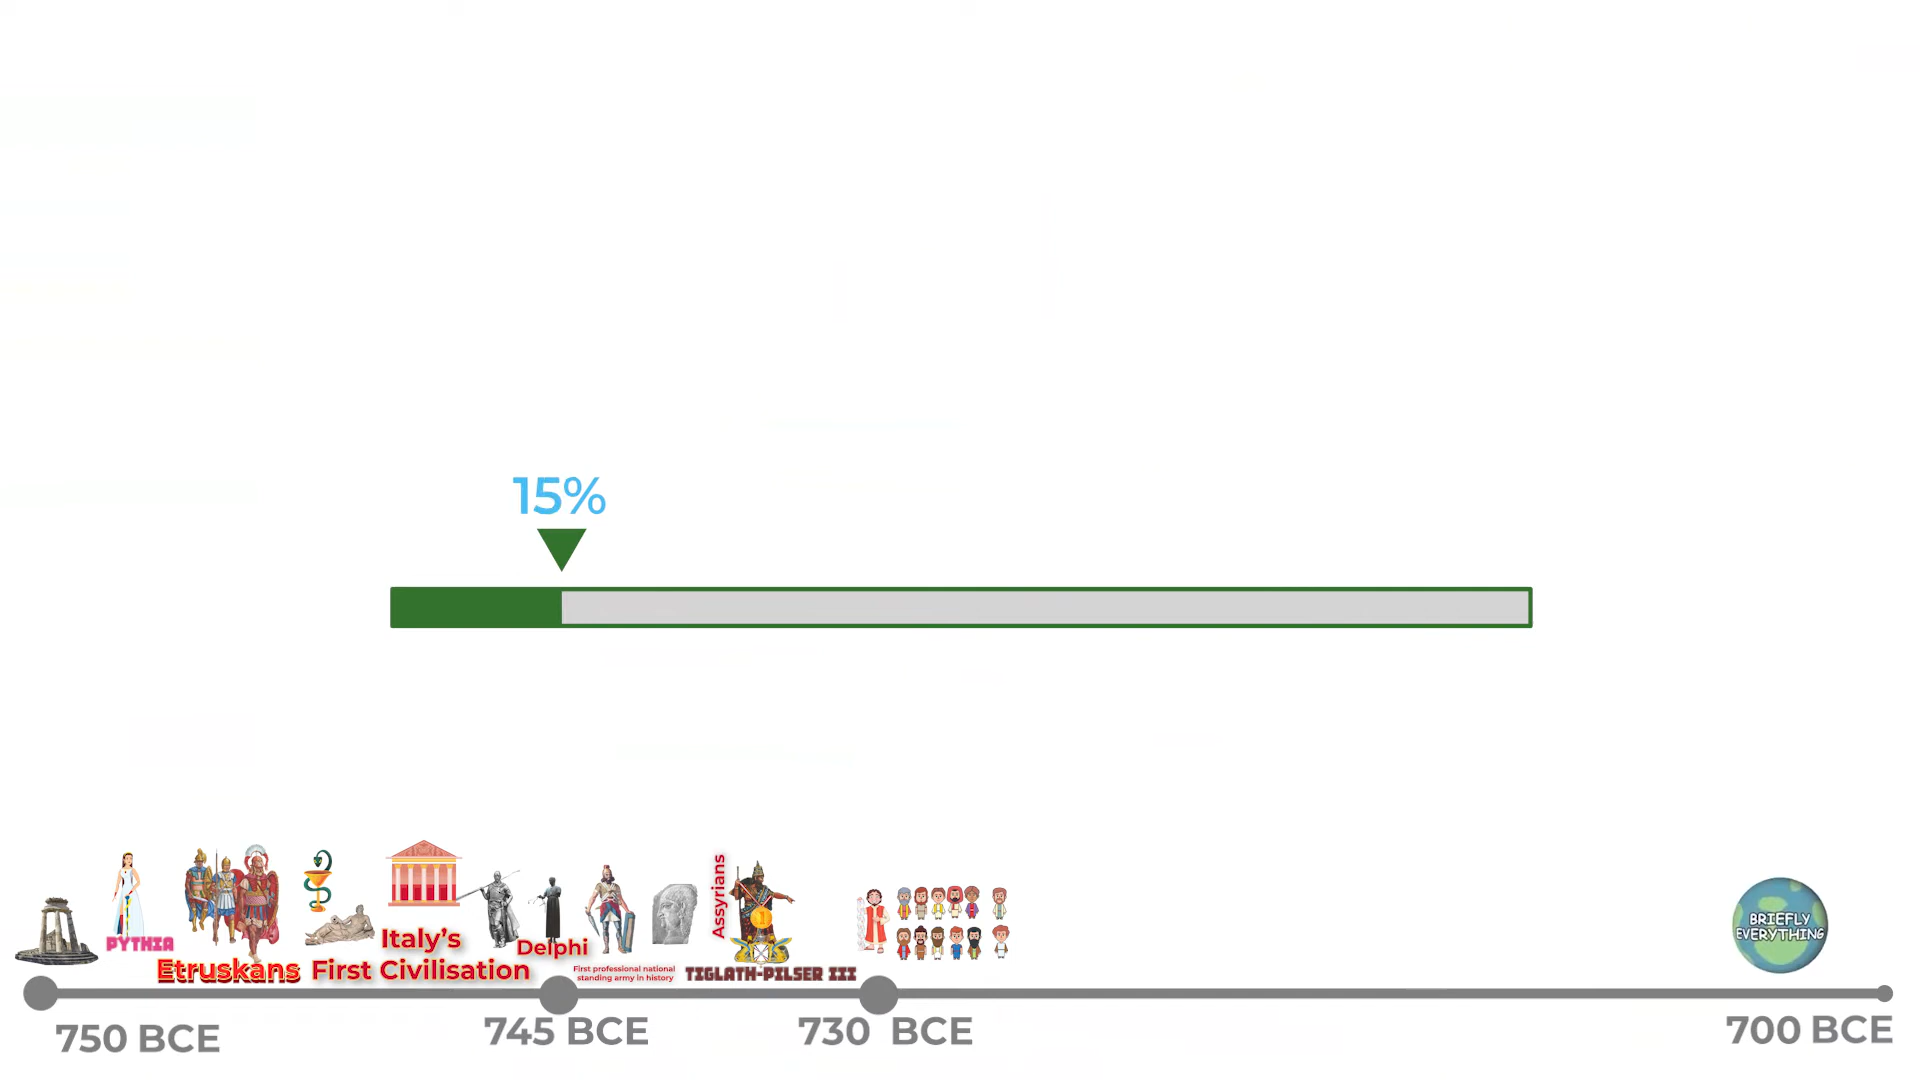 15%
PYTHIA
Etruskans
Italy's
First Civilisation
Delphi
First professional national
standing army in history
Assyrians
1
TIGLATH-PILSER III
BRIEFLY
EVERYTHING
750 BCE
745 BCE
730 BCE
700 BCE